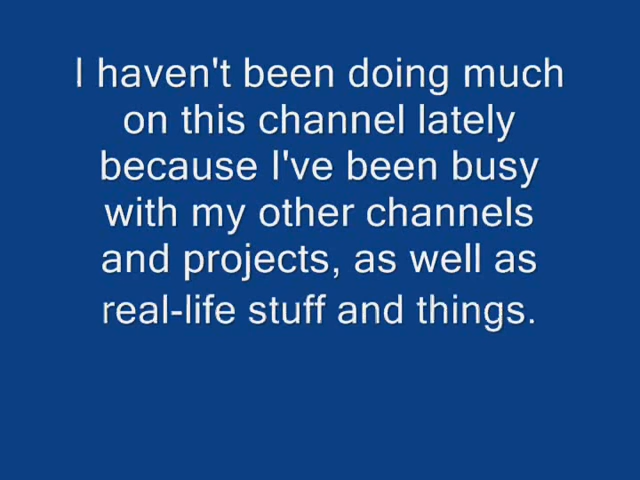 I haven't been doing much
on this channel lately
because I've been busy
with my other channels
and projects, as well as
real-life stuff and things.